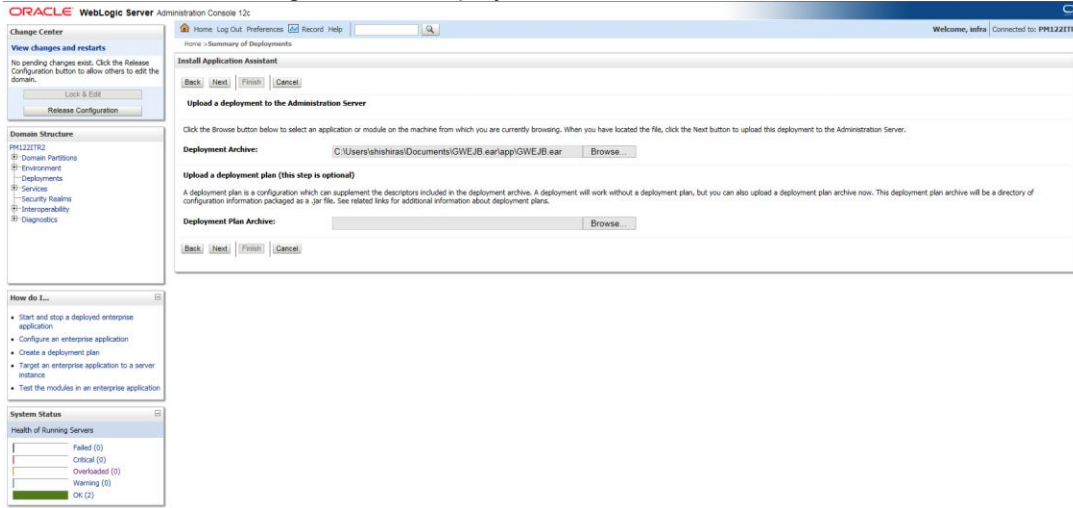 ORACLE WebLogic Server Administration Console 12c
Change Center
View changes and restarts
No pending changes exist. Click the Release
Configuration button to allow others to edit the
domain.
Lock & Edit
Release Configuration
Domain Structure
PM122ITR2
Domain Partitions
Environment
Deployments
Services
Security Realms
Interoperability
Diagnostics
How do I...
Start and stop a deployed enterprise
application
Configure an enterprise application
Create a deployment plan
Target an enterprise application to a server
instance
Test the modules in an enterprise application
System Status
Health of Running Servers
Failed (0)
Critical (0)
Overloaded (0)
Warning (0)
OK (2)
Home Log Out Preferences Record Help
Welcome, infra Connected to:
Home >Summary of Deployments
Install Application Assistant
Back Next Finish Cancel
Upload a deployment to the Administration Server
Click the Browse button below to select an application or module on the machine from which you are currently browsing. When you have located the file, click the Next button to upload this deployment to the Administration Server.
Deployment Archive: C:\Users\shishiras\Documents\GWEJB.ear\app\GWEJB.ear Browse...
Upload a deployment plan (this step is optional)
A deployment plan is a configuration which can supplement the descriptors included in the deployment archive. A deployment will work without a deployment plan, but you can also upload a deployment plan archive now. This deployment plan archive will be a directory of
configuration information packaged as a .jar file. See related links for additional information about deployment plans.
Deployment Plan Archive: Browse...
Back Next Finish Cancel